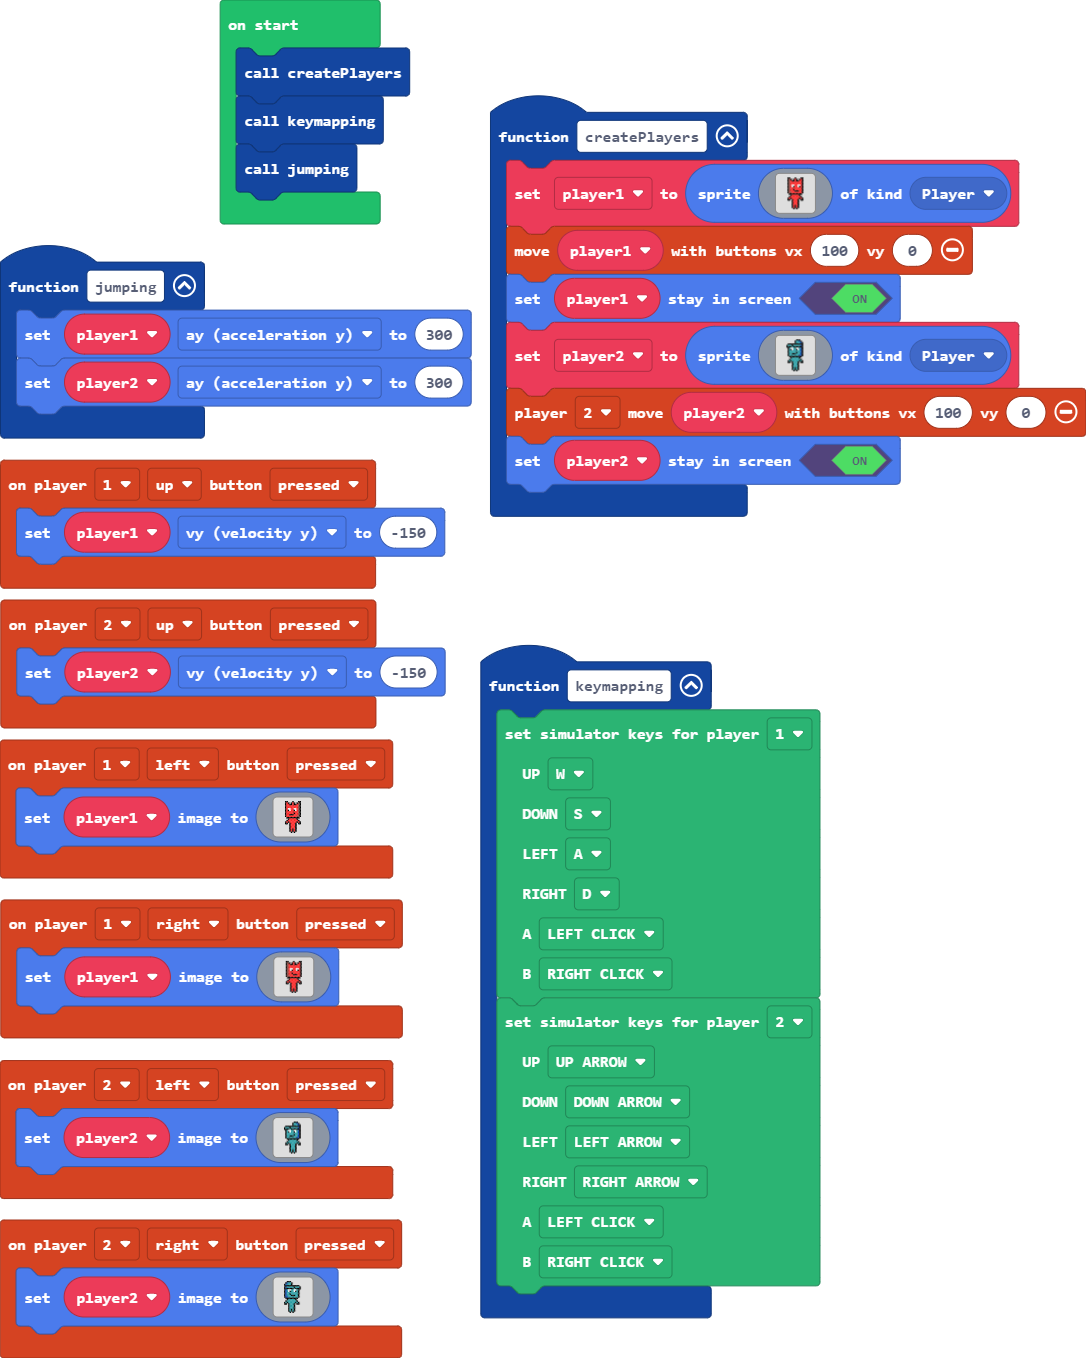 on start
call createPlayers
call keymapping
call jumping
function createPlayers
set player1 to sprite of kind Player
move player1 with buttons vx 100 vy 0
set player1 stay in screen ON
set player2 to sprite of kind Player
player 2 move player2 with buttons vx 100 vy 0
set player2 stay in screen ON
function jumping
set player1 ay (acceleration y) to 300
set player2 ay (acceleration y) to 300
on player 1 up button pressed
set player1 vy (velocity y) to -150
on player 2 up button pressed
set player2 vy (velocity y) to -150
on player 1 left button pressed
set player1 image to
on player 1 right button pressed
set player1 image to
on player 2 left button pressed
set player2 image to
on player 2 right button pressed
set player2 image to
function keymapping
set simulator keys for player 1
UP W
DOWN S
LEFT A
RIGHT D
A LEFT CLICK
B RIGHT CLICK
set simulator keys for player 2
UP UP ARROW
DOWN DOWN ARROW
LEFT LEFT ARROW
RIGHT RIGHT ARROW
A LEFT CLICK
B RIGHT CLICK